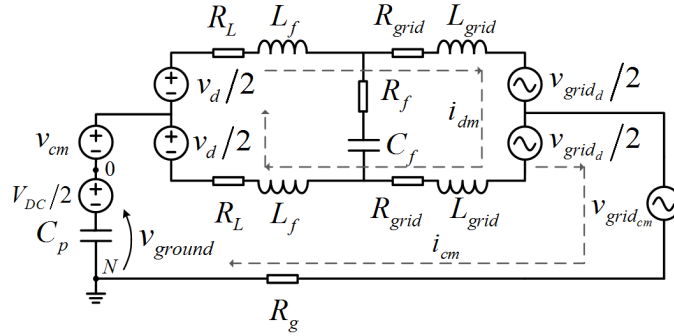 R_L L_f R_grid L_grid
v_d/2 R_f i_dm v_grid_d/2
v_cm v_d/2 C_f v_grid_d/2
0
V_DC/2 R_L L_f R_grid L_grid v_grid_cm
C_p v_ground i_cm
N
R_g